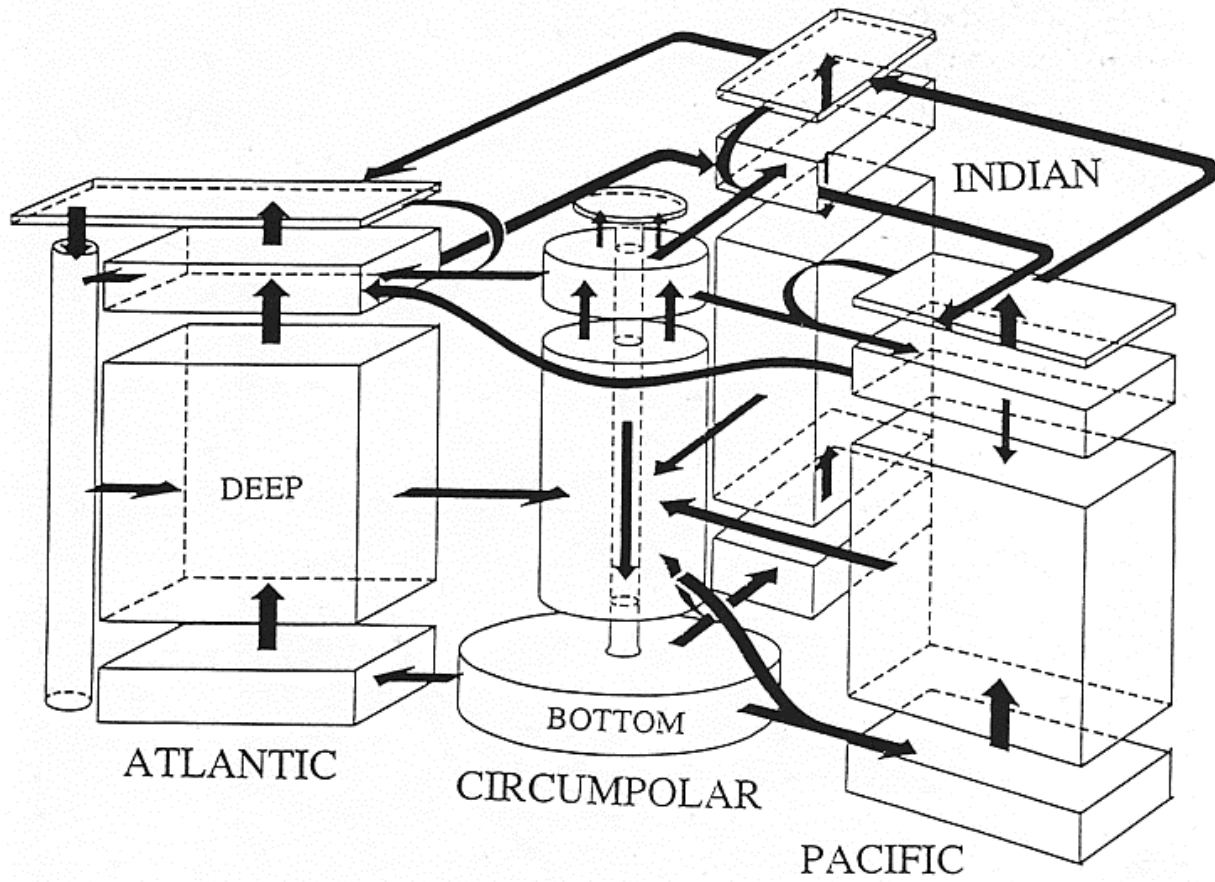 INDIAN
DEEP
BOTTOM
ATLANTIC
CIRCUMPOLAR
PACIFIC